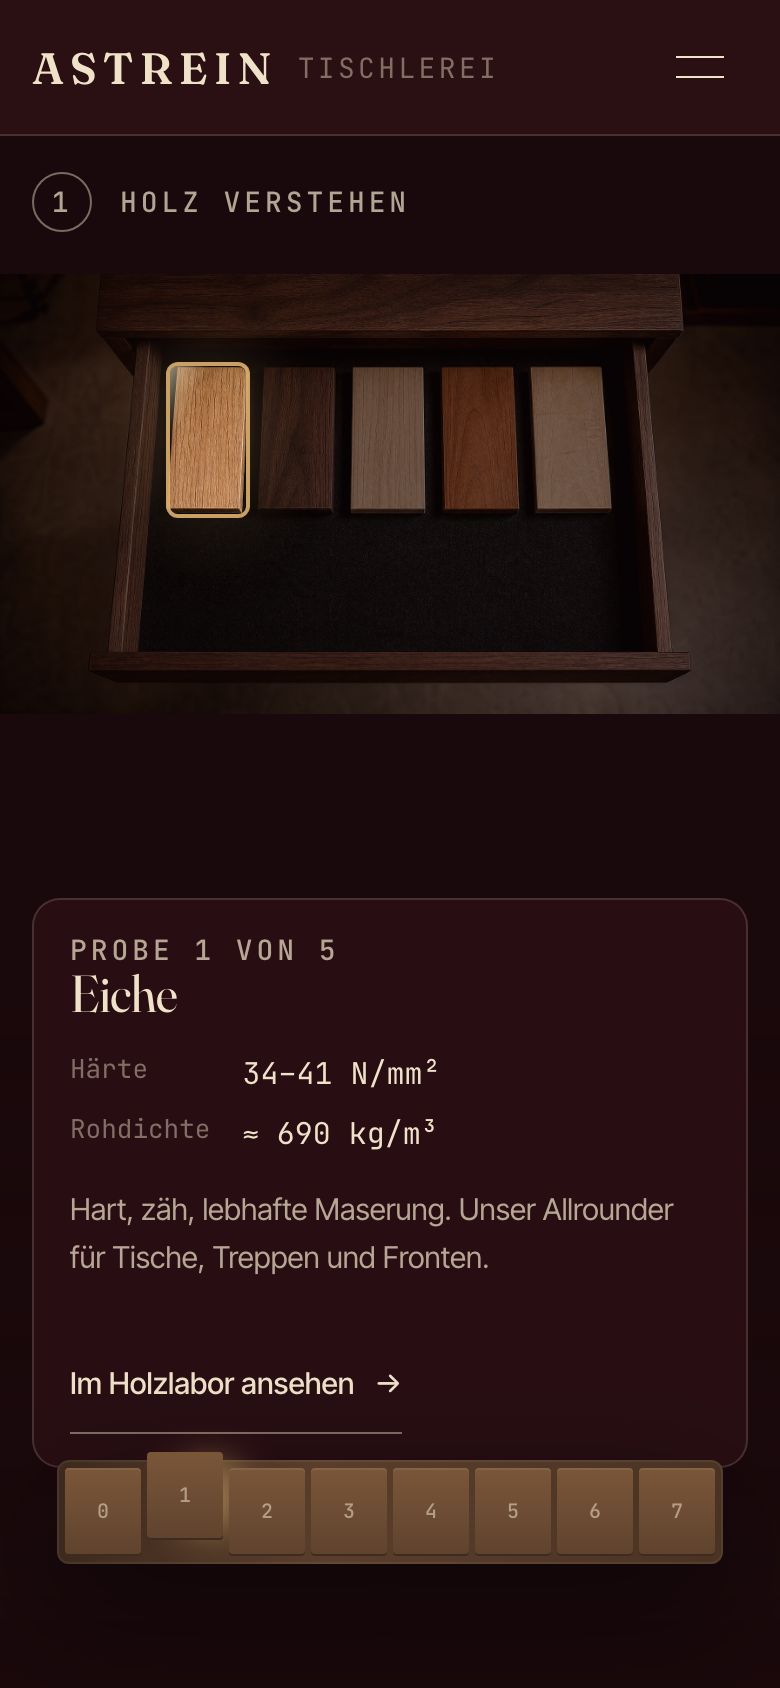 ASTREIN TISCHLEREI
1 HOLZ VERSTEHEN
PROBE 1 VON 5
Eiche
Härte 34–41 N/mm²
Rohdichte ≈ 690 kg/m³
Hart, zäh, lebhafte Maserung. Unser Allrounder
für Tische, Treppen und Fronten.
Im Holzlabor ansehen →
0 1 2 3 4 5 6 7